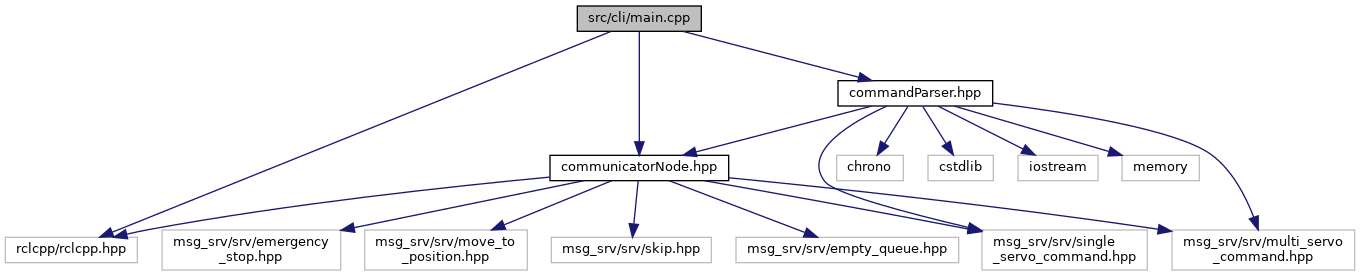 src/cli/main.cpp
commandParser.hpp
communicatorNode.hpp
chrono
cstdlib
iostream
memory
rclcpp/rclcpp.hpp
msg_srv/srv/emergency
_stop.hpp
msg_srv/srv/move_to
_position.hpp
msg_srv/srv/skip.hpp
msg_srv/srv/empty_queue.hpp
msg_srv/srv/single
_servo_command.hpp
msg_srv/srv/multi_servo
_command.hpp